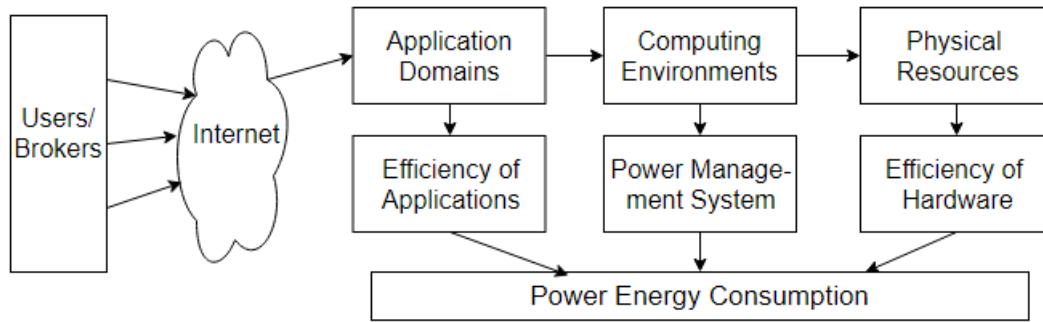 Users/
Brokers
Internet
Application
Domains
Computing
Environments
Physical
Resources
Efficiency of
Applications
Power Manage-
ment System
Efficiency of
Hardware
Power Energy Consumption